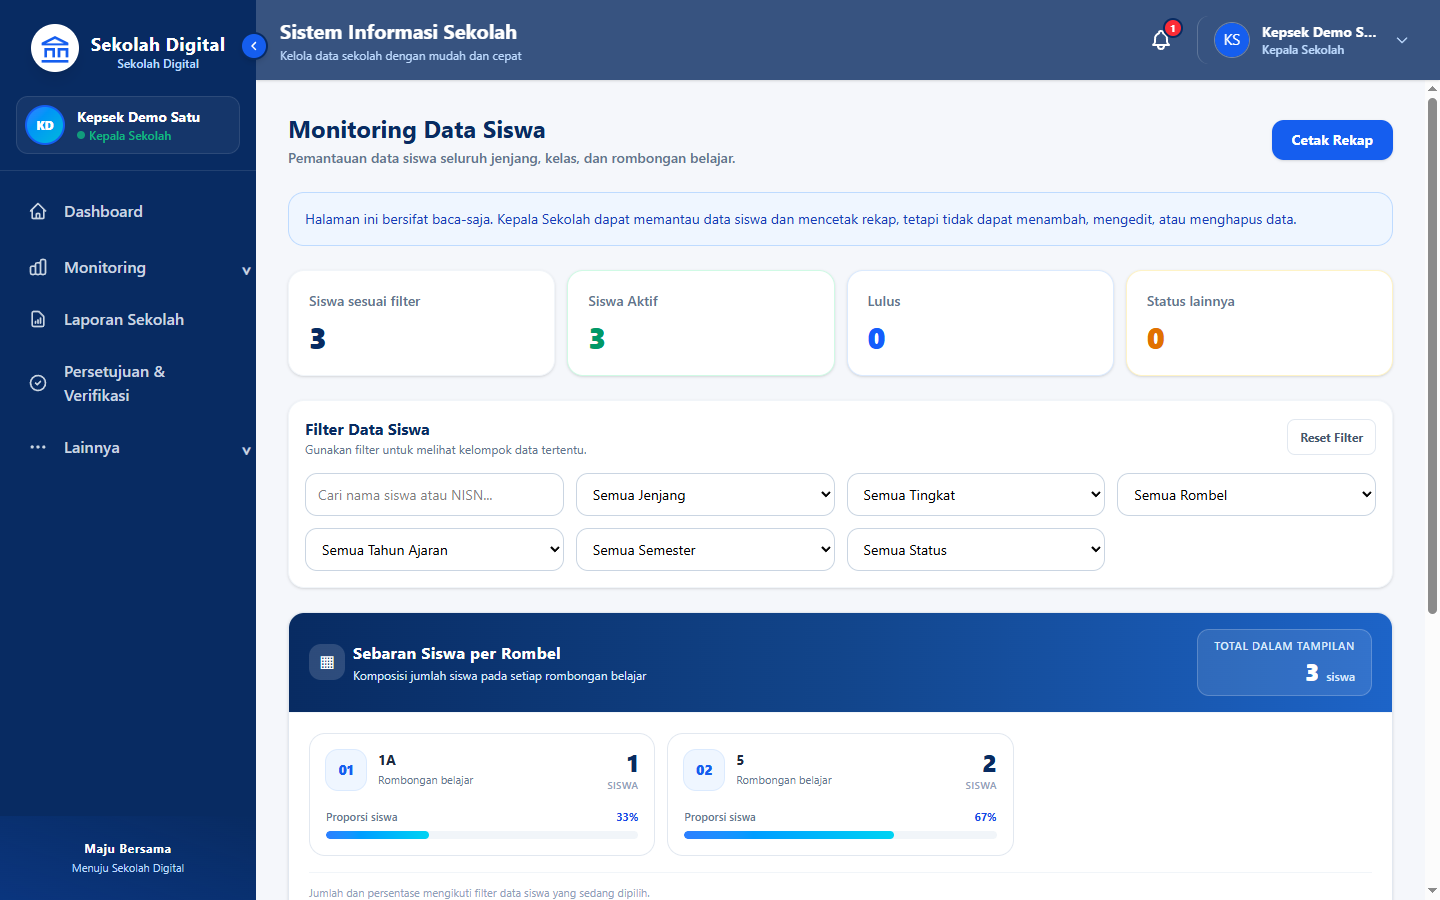 Sekolah Digital
Sekolah Digital
KD
Kepsek Demo Satu
Kepala Sekolah
Dashboard
Monitoring
Laporan Sekolah
Persetujuan &
Verifikasi
Lainnya
Maju Bersama
Menuju Sekolah Digital
Sistem Informasi Sekolah
Kelola data sekolah dengan mudah dan cepat
1
KS
Kepsek Demo S...
Kepala Sekolah
Monitoring Data Siswa
Pemantauan data siswa seluruh jenjang, kelas, dan rombongan belajar.
Cetak Rekap
Halaman ini bersifat baca-saja. Kepala Sekolah dapat memantau data siswa dan mencetak rekap, tetapi tidak dapat menambah, mengedit, atau menghapus data.
Siswa sesuai filter
3
Siswa Aktif
3
Lulus
0
Status lainnya
0
Filter Data Siswa
Gunakan filter untuk melihat kelompok data tertentu.
Reset Filter
Cari nama siswa atau NISN...
Semua Jenjang
Semua Tingkat
Semua Rombel
Semua Tahun Ajaran
Semua Semester
Semua Status
Sebaran Siswa per Rombel
Komposisi jumlah siswa pada setiap rombongan belajar
TOTAL DALAM TAMPILAN
3 siswa
01
1A
Rombongan belajar
1
SISWA
Proporsi siswa
33%
02
5
Rombongan belajar
2
SISWA
Proporsi siswa
67%
Jumlah dan persentase mengikuti filter data siswa yang sedang dipilih.